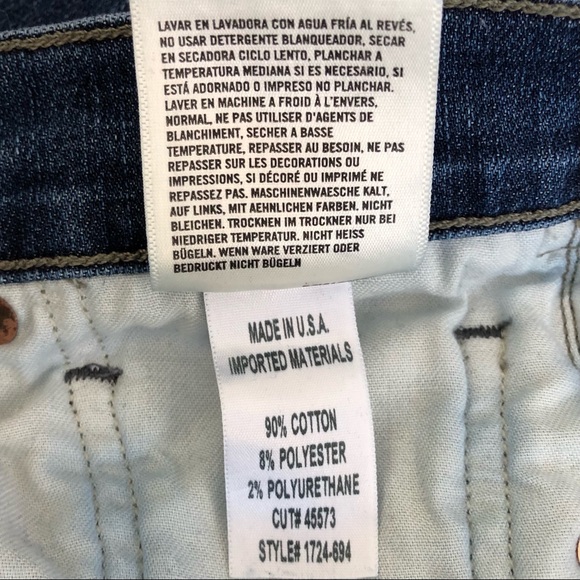 LAVAR EN LAVADORA CON AGUA FRÍA AL REVÉS,
NO USAR DETERGENTE BLANQUEADOR, SECAR
EN SECADORA CICLO LENTO, PLANCHAR A
TEMPERATURA MEDIANA SI ES NECESARIO, SI
ESTÁ ADORNADO O IMPRESO NO PLANCHAR.
LAVER EN MACHINE A FROID À L'ENVERS,
NORMAL, NE PAS UTILISER D'AGENTS DE
BLANCHIMENT, SECHER A BASSE
TEMPERATURE, REPASSER AU BESOIN, NE PAS
REPASSER SUR LES DECORATIONS OU
IMPRESSIONS, SI DÉCORÉ OU IMPRIMÉ NE
REPASSEZ PAS. MASCHINENWAESCHE KALT,
AUF LINKS, MIT AEHNLICHEN FARBEN. NICHT
BLEICHEN. TROCKNEN IM TROCKNER NUR BEI
NIEDRIGER TEMPERATUR. NICHT HEISS
BÜGELN. WENN WARE VERZIERT ODER
BEDRUCKT NICHT BÜGELN
MADE IN U.S.A.
IMPORTED MATERIALS
90% COTTON
8% POLYESTER
2% POLYURETHANE
CUT# 45573
STYLE# 1724-694